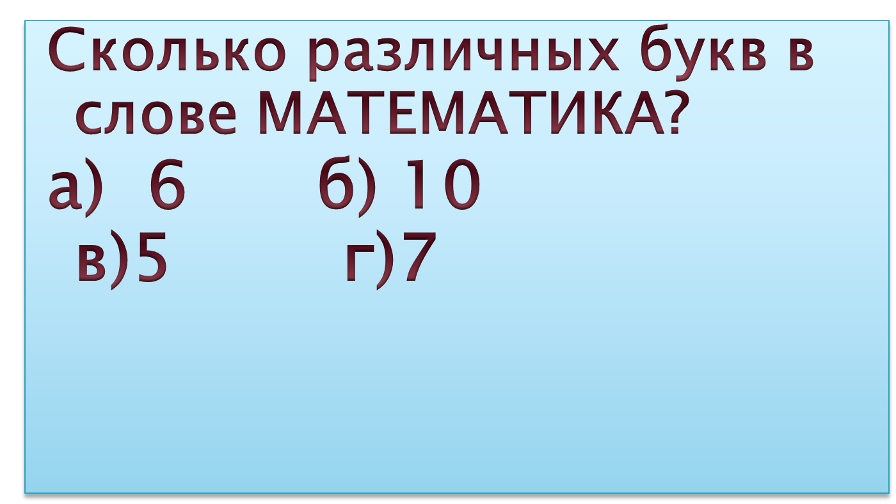 Сколько различных букв в
слове МАТЕМАТИКА?
а) 6 б) 10
в)5 г)7